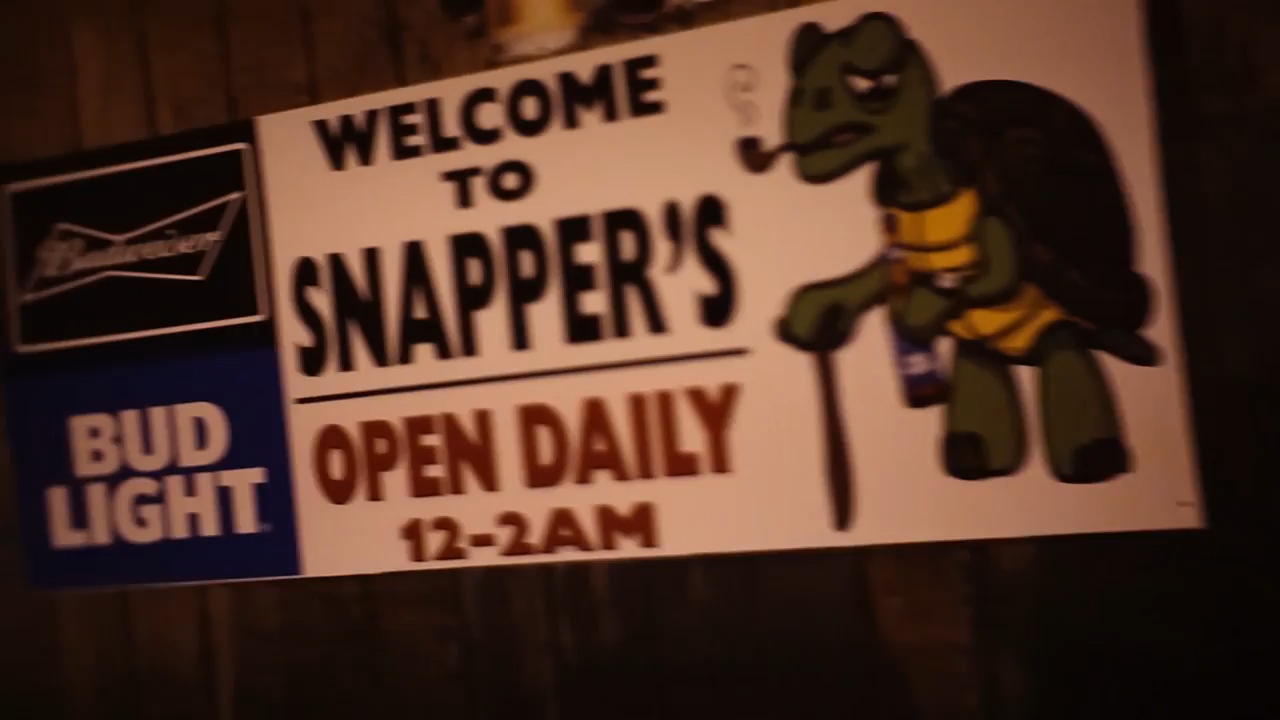 Budweiser
BUD
LIGHT
WELCOME
TO
SNAPPER'S
OPEN DAILY
12-2AM